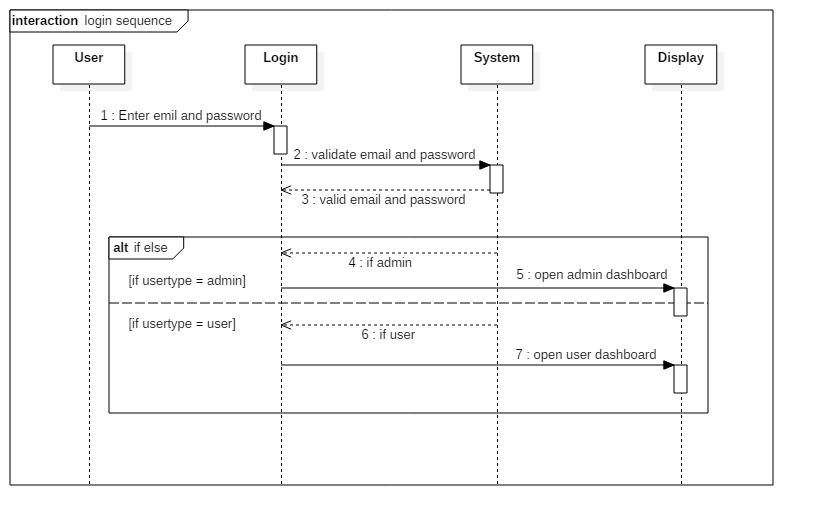 interaction login sequence
User
Login
System
Display
1 : Enter emil and password
2 : validate email and password
3 : valid email and password
alt if else
4 : if admin
[if usertype = admin]
5 : open admin dashboard
[if usertype = user]
6 : if user
7 : open user dashboard